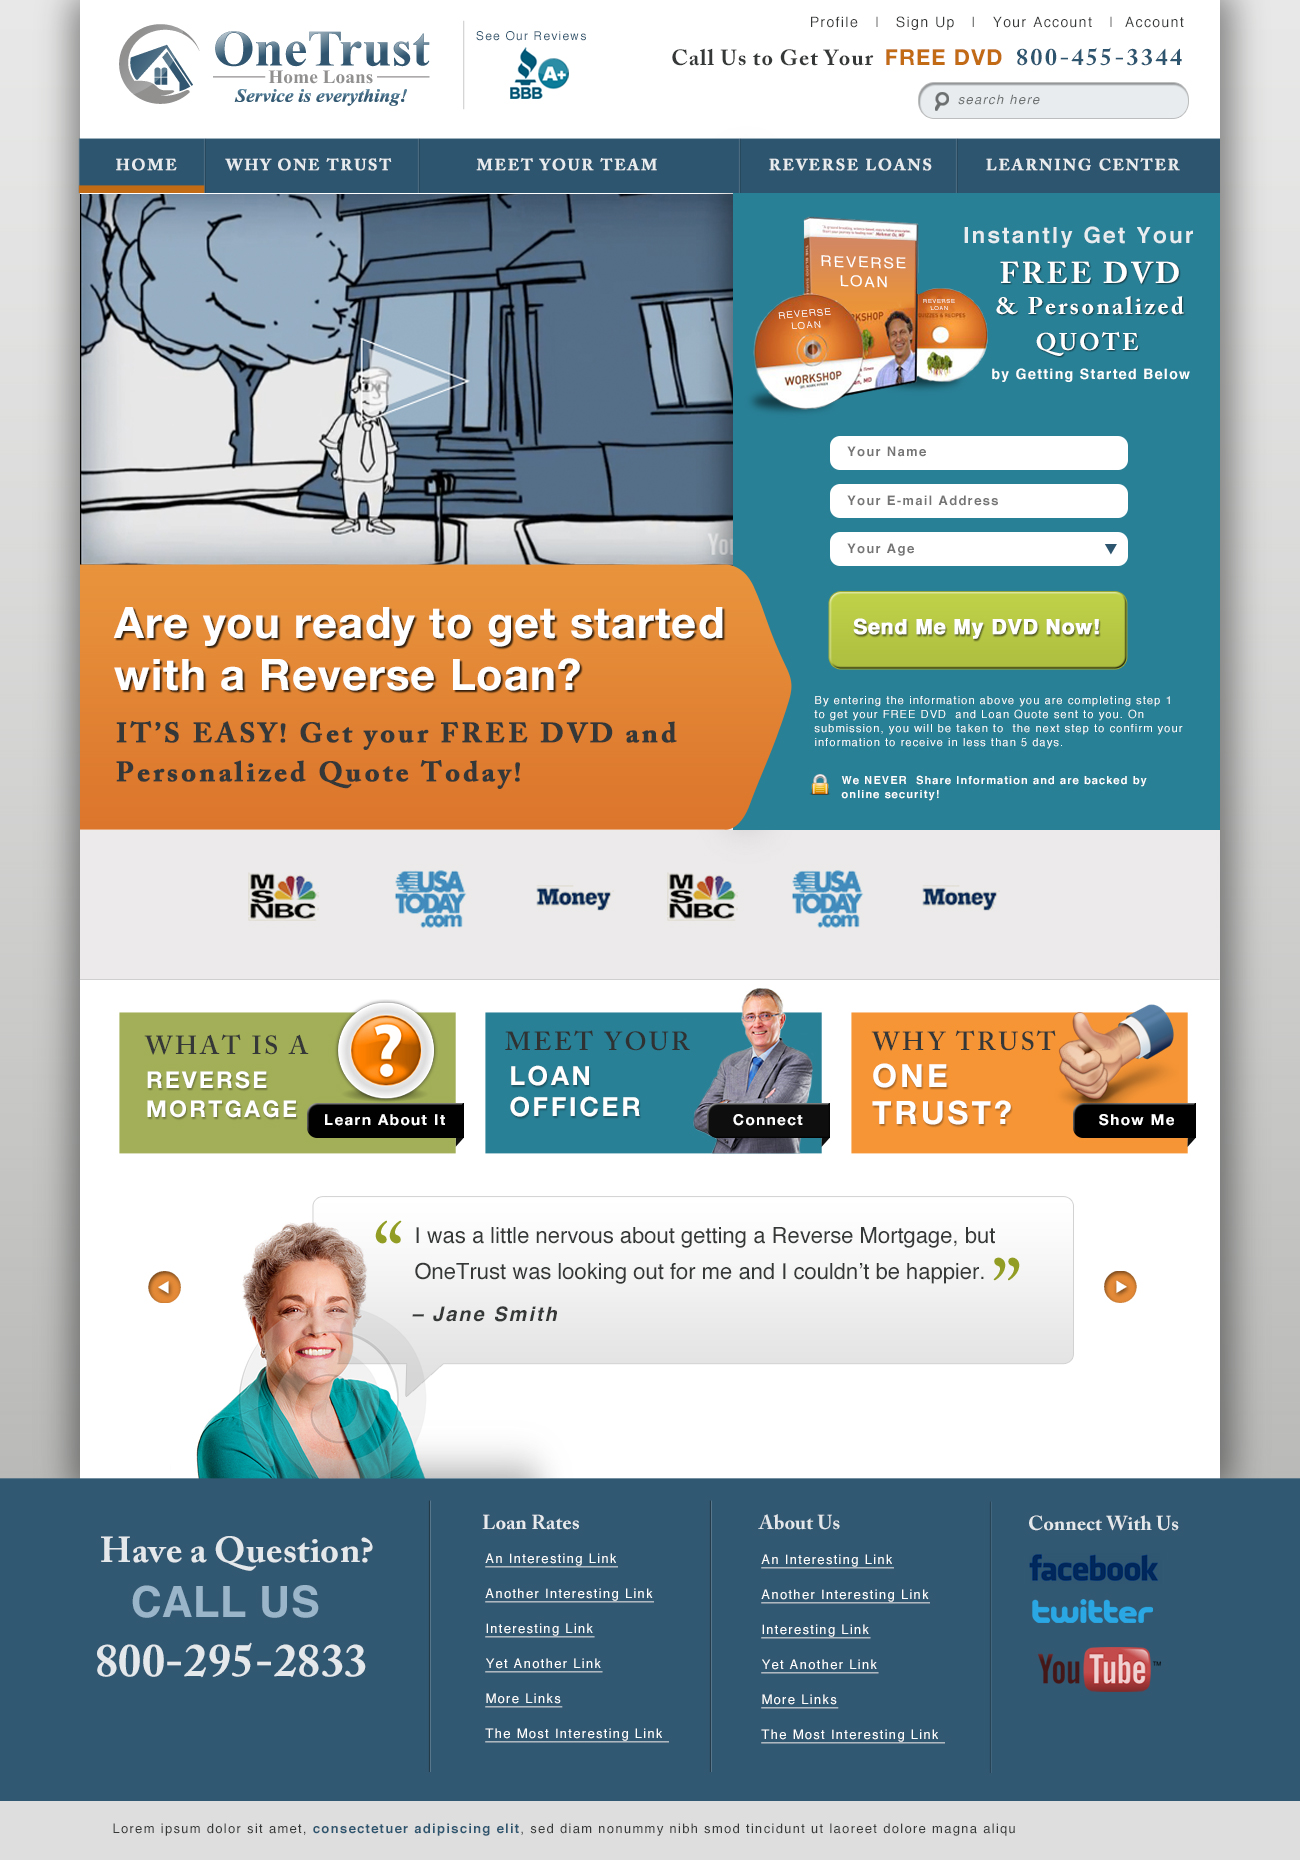 OneTrust
Home Loans
Service is everything!
See Our Reviews
BBB
A+
Profile | Sign Up | Your Account | Account
Call Us to Get Your FREE DVD 800-455-3344
search here
HOME WHY ONE TRUST MEET YOUR TEAM REVERSE LOANS LEARNING CENTER
You
REVERSE
LOAN
REVERSE
LOAN
WORKSHOP
REVERSE
LOAN
Instantly Get Your
FREE DVD
& Personalized
QUOTE
by Getting Started Below
Your Name
Your E-mail Address
Your Age
Send Me My DVD Now!
By entering the information above you are completing step 1
to get your FREE DVD and Loan Quote sent to you. On
submission, you will be taken to the next step to confirm your
information to receive in less than 5 days.
We NEVER Share Information and are backed by
online security!
Are you ready to get started
with a Reverse Loan?
IT'S EASY! Get your FREE DVD and
Personalized Quote Today!
MSNBC
USA TODAY.com
Money
MSNBC
USA TODAY.com
Money
WHAT IS A
REVERSE
MORTGAGE
?
Learn About It
MEET YOUR
LOAN
OFFICER
Connect
WHY TRUST
ONE
TRUST?
Show Me
“ I was a little nervous about getting a Reverse Mortgage, but
OneTrust was looking out for me and I couldn't be happier. ”
– Jane Smith
Have a Question?
CALL US
800-295-2833
Loan Rates
An Interesting Link
Another Interesting Link
Interesting Link
Yet Another Link
More Links
The Most Interesting Link
About Us
An Interesting Link
Another Interesting Link
Interesting Link
Yet Another Link
More Links
The Most Interesting Link
Connect With Us
facebook
twitter
YouTube™
Lorem ipsum dolor sit amet, consectetuer adipiscing elit, sed diam nonummy nibh smod tincidunt ut laoreet dolore magna aliqu